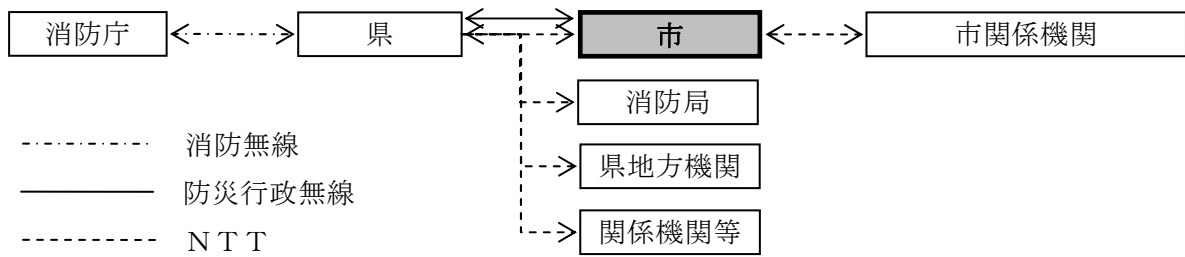 消防庁 県 市 市関係機関
消防局
消防無線
県地方機関
防災行政無線
関係機関等
ＮＴＴ